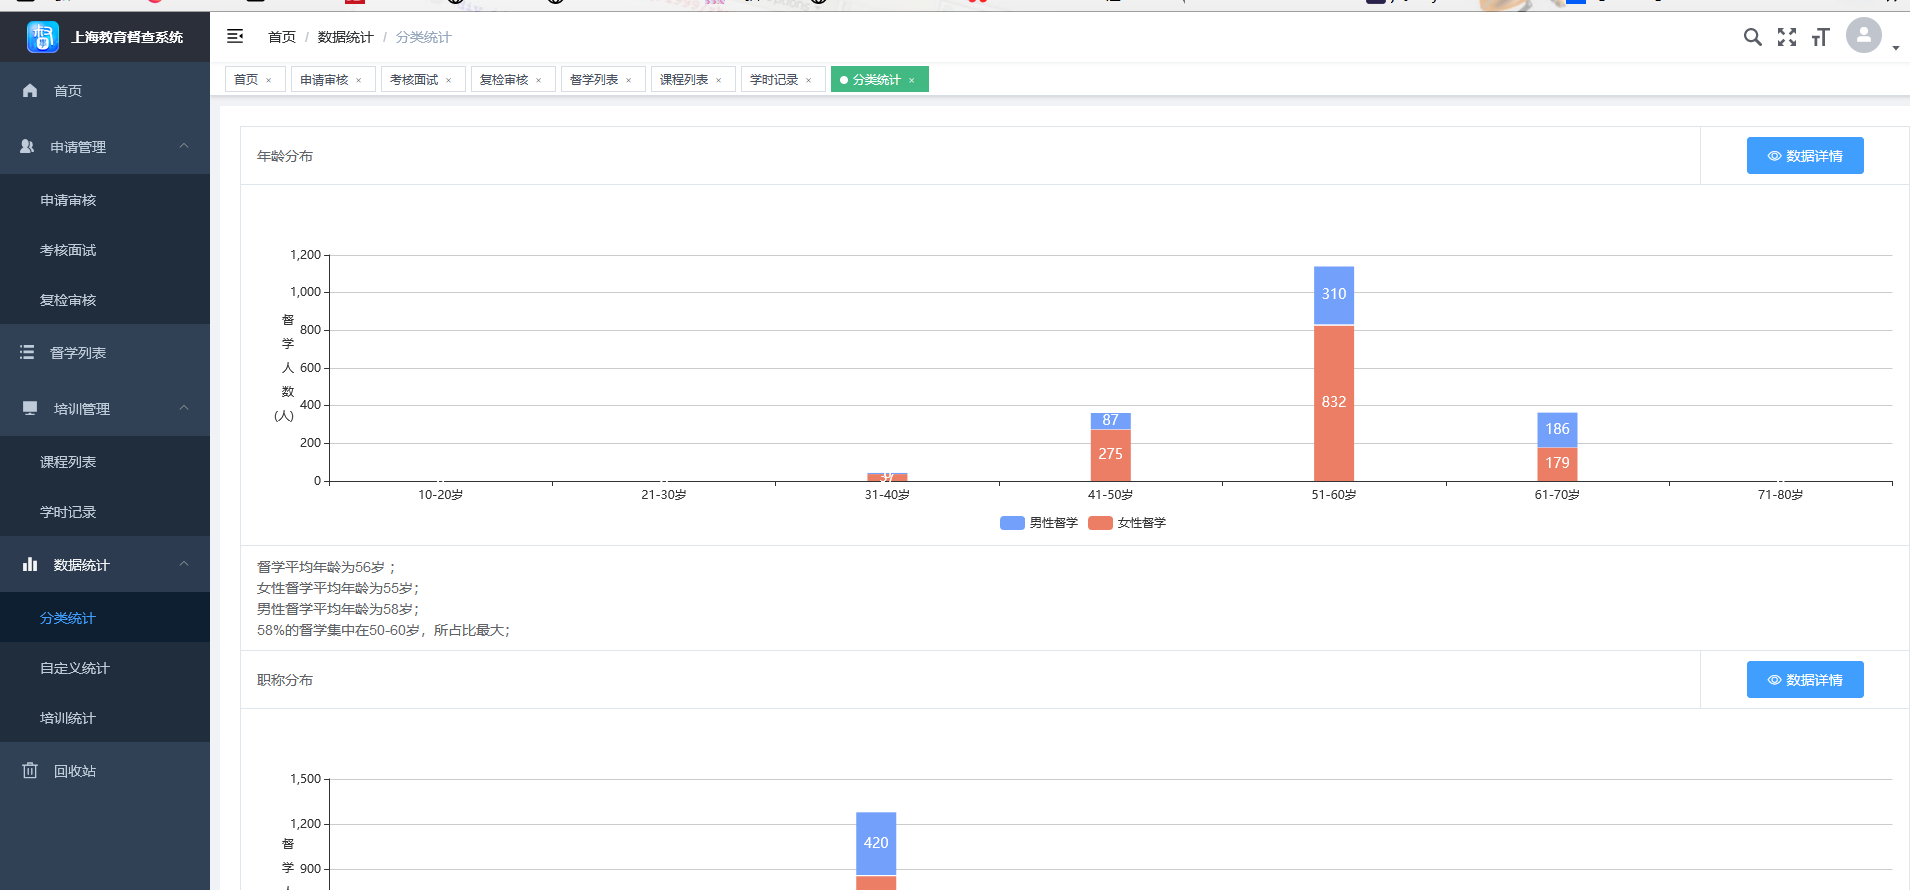 上海教育督查系统
首页 / 数据统计 / 分类统计
首页 × 申请审核 × 考核面试 × 复检审核 × 督学列表 × 课程列表 × 学时记录 × 分类统计 ×
首页
申请管理
申请审核
考核面试
复检审核
督学列表
培训管理
课程列表
学时记录
数据统计
分类统计
自定义统计
培训统计
回收站
年龄分布
数据详情
督学人数(人)
1,200
1,000
800
600
400
200
0
37
87
275
310
832
186
179
10-20岁
21-30岁
31-40岁
41-50岁
51-60岁
61-70岁
71-80岁
男性督学 女性督学
督学平均年龄为56岁 ;
女性督学平均年龄为55岁;
男性督学平均年龄为58岁;
58%的督学集中在50-60岁，所占比最大;
职称分布
数据详情
1,500
1,200
900
督学
420